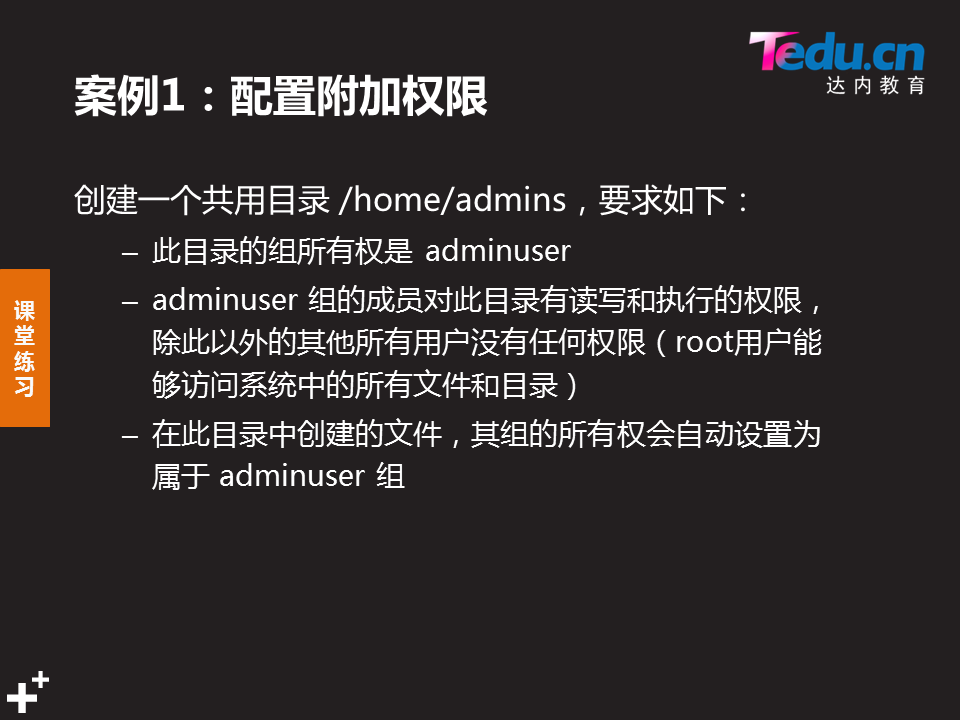 Tedu.cn
达内教育
案例1：配置附加权限
创建一个共用目录 /home/admins，要求如下：
– 此目录的组所有权是 adminuser
– adminuser 组的成员对此目录有读写和执行的权限，
除此以外的其他所有用户没有任何权限（root用户能
够访问系统中的所有文件和目录）
– 在此目录中创建的文件，其组的所有权会自动设置为
属于 adminuser 组
课
堂
练
习